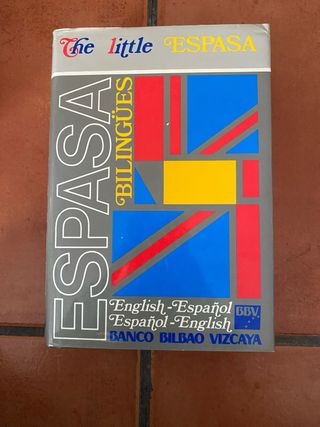 The little ESPASA
ESPASA
BILINGÜES
English-Español
Español-English
BBV
BANCO BILBAO VIZCAYA